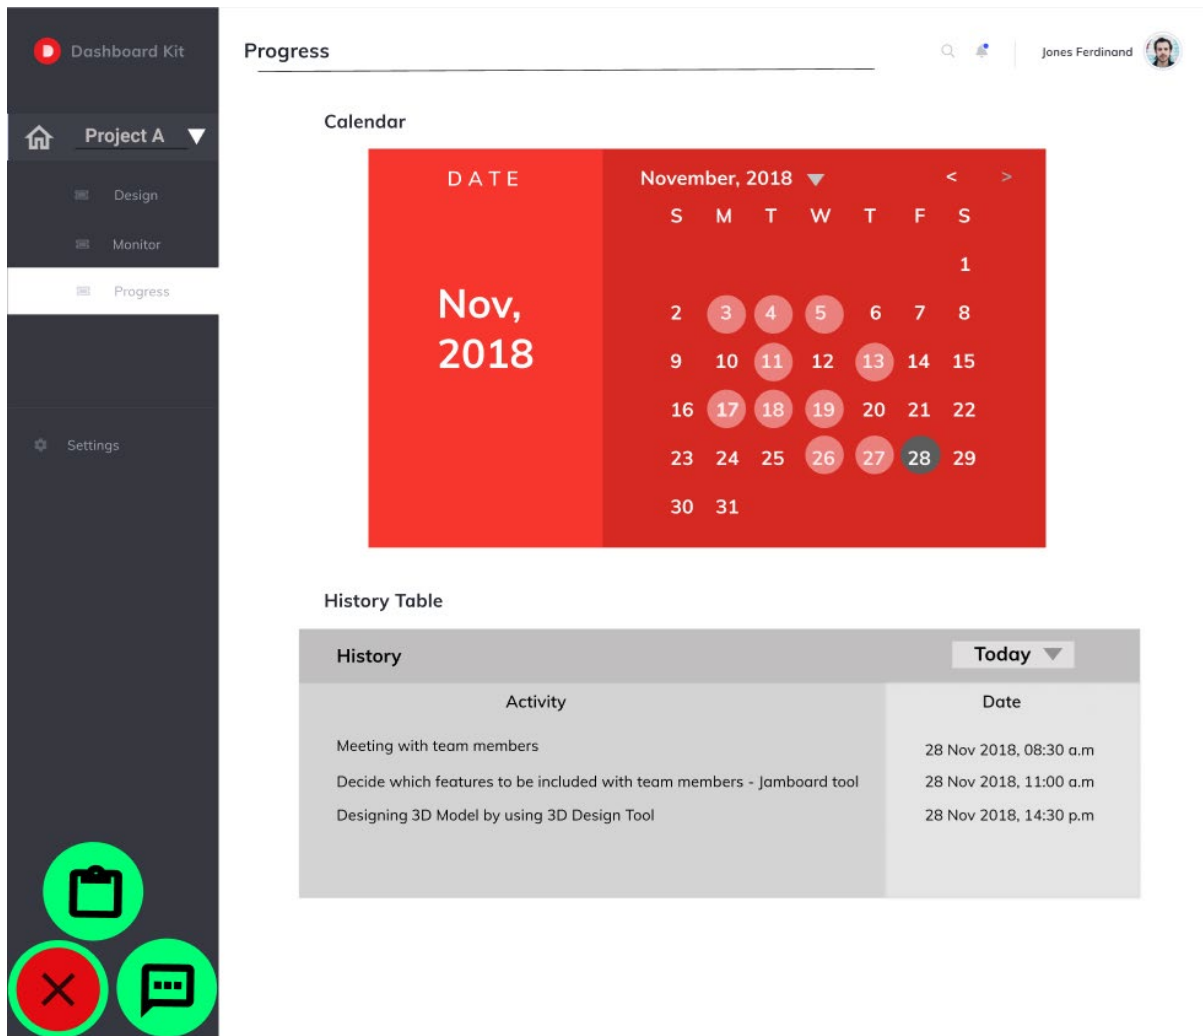 Dashboard Kit
Progress
Jones Ferdinand
Project A
Design
Monitor
Progress
Settings
Calendar
DATE
Nov,
2018
November, 2018 < >
S M T W T F S
1
2 3 4 5 6 7 8
9 10 11 12 13 14 15
16 17 18 19 20 21 22
23 24 25 26 27 28 29
30 31
History Table
History Today
Activity Date
Meeting with team members 28 Nov 2018, 08:30 a.m
Decide which features to be included with team members - Jamboard tool 28 Nov 2018, 11:00 a.m
Designing 3D Model by using 3D Design Tool 28 Nov 2018, 14:30 p.m